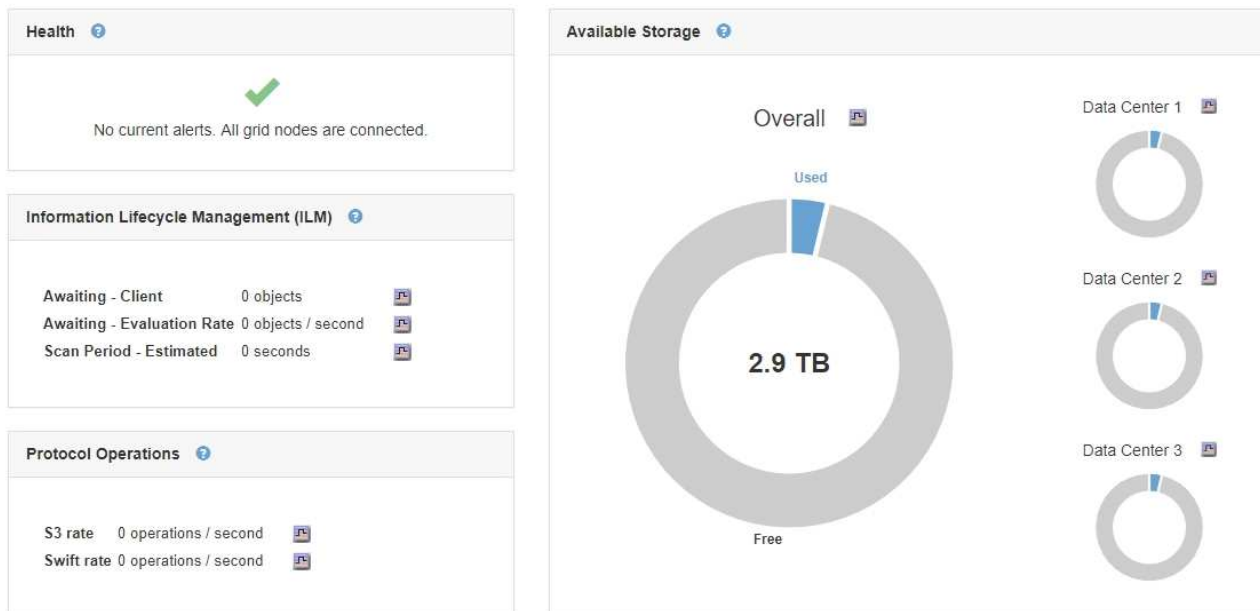 Health
No current alerts. All grid nodes are connected.
Information Lifecycle Management (ILM)
Awaiting - Client 0 objects
Awaiting - Evaluation Rate 0 objects / second
Scan Period - Estimated 0 seconds
Protocol Operations
S3 rate 0 operations / second
Swift rate 0 operations / second
Available Storage
Overall
Used
2.9 TB
Free
Data Center 1
Data Center 2
Data Center 3